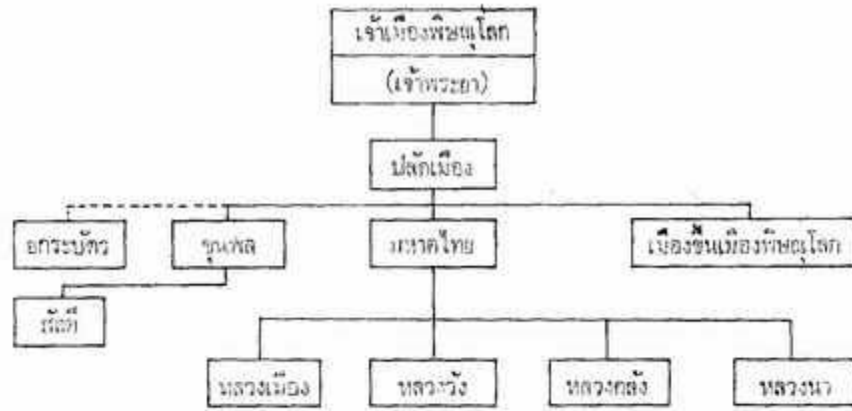 เจ้าเมืองพิษณุโลก
(เจ้าพระยา)
ปลัดเมือง
ยกระบัตร
ขุนพล
มหาดไทย
เมืองขึ้นเมืองพิษณุโลก
สัสดี
หลวงเมือง
หลวงวัง
หลวงคลัง
หลวงนา